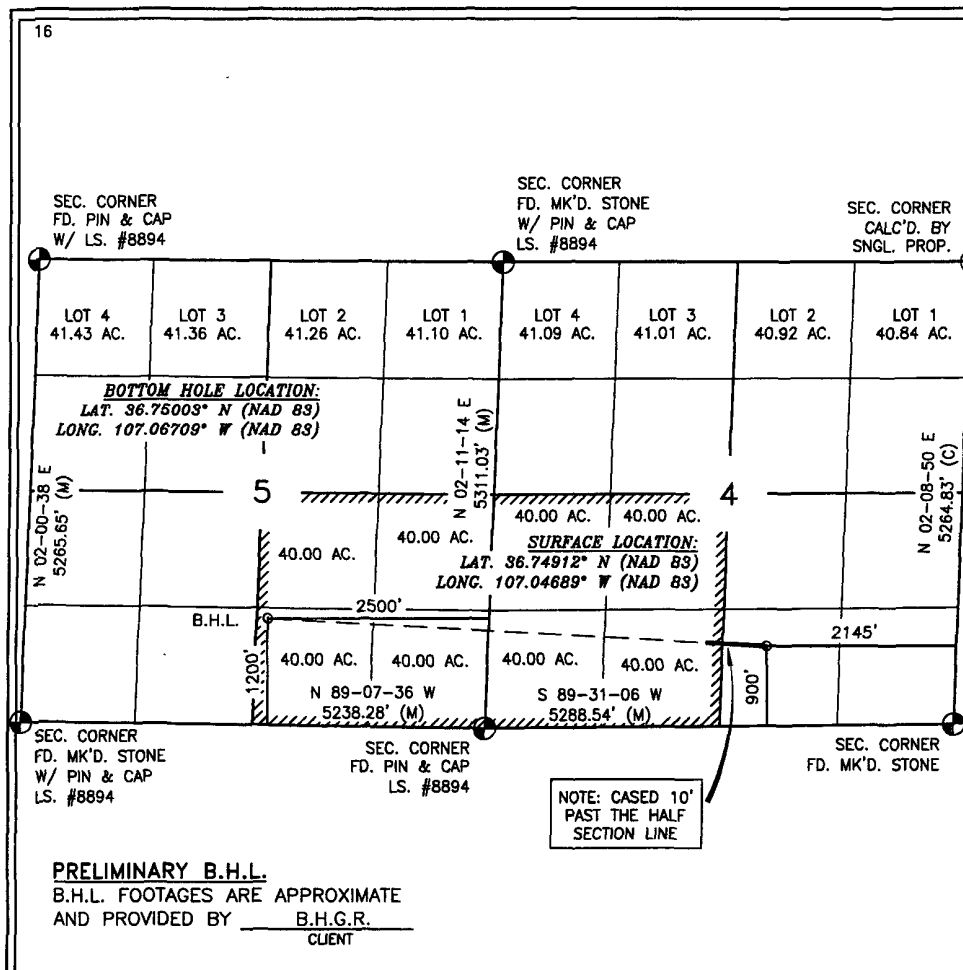 16
SEC. CORNER
FD. PIN & CAP
W/ LS. #8894
SEC. CORNER
FD. MK'D. STONE
W/ PIN & CAP
LS. #8894
SEC. CORNER
CALC'D. BY
SNGL. PROP.
LOT 4
41.43 AC.
LOT 3
41.36 AC.
LOT 2
41.26 AC.
LOT 1
41.10 AC.
LOT 4
41.09 AC.
LOT 3
41.01 AC.
LOT 2
40.92 AC.
LOT 1
40.84 AC.
BOTTOM HOLE LOCATION:
LAT. 36.75003° N (NAD 83)
LONG. 107.06709° W (NAD 83)
N 02-00-38 E
5265.65' (M)
5
N 02-11-14 E
5311.03' (M)
4
N 02-08-50 E
5264.83' (C)
40.00 AC.
40.00 AC.
40.00 AC.
40.00 AC.
SURFACE LOCATION:
LAT. 36.74912° N (NAD 83)
LONG. 107.04689° W (NAD 83)
B.H.L.
2500'
2145'
1200'
900'
40.00 AC.
40.00 AC.
40.00 AC.
40.00 AC.
N 89-07-36 W
5238.28' (M)
S 89-31-06 W
5288.54' (M)
SEC. CORNER
FD. MK'D. STONE
W/ PIN & CAP
LS. #8894
SEC. CORNER
FD. PIN & CAP
LS. #8894
SEC. CORNER
FD. MK'D. STONE
NOTE: CASED 10'
PAST THE HALF
SECTION LINE
PRELIMINARY B.H.L.
B.H.L. FOOTAGES ARE APPROXIMATE
AND PROVIDED BY B.H.G.R.
CLIENT